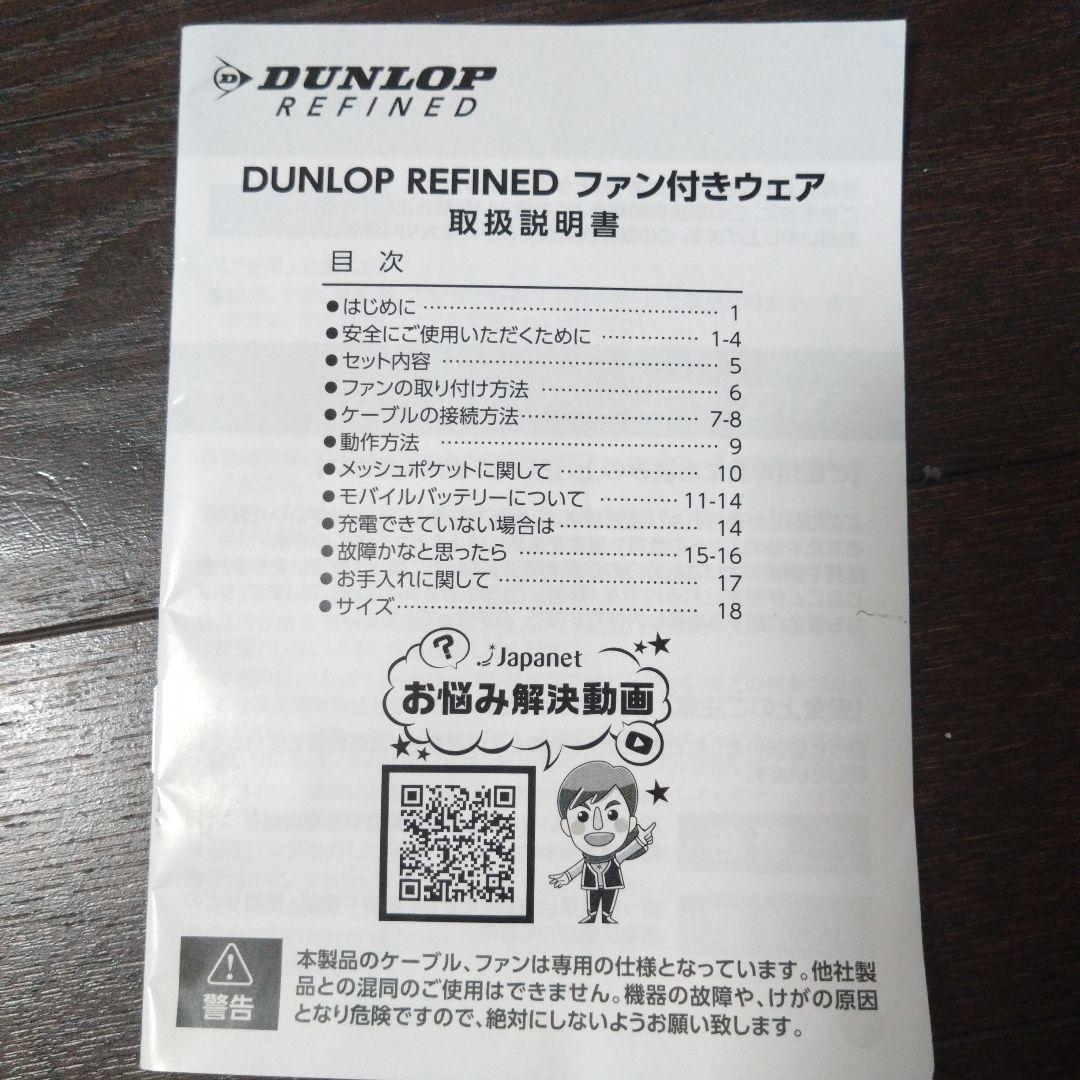 DUNLOP
REFINED
DUNLOP REFINED ファン付きウェア
取扱説明書
目 次
●はじめに ………………………………… 1
●安全にご使用いただくために …………… 1-4
●セット内容 ……………………………… 5
●ファンの取り付け方法 ………………… 6
●ケーブルの接続方法…………………… 7-8
●動作方法 ……………………………… 9
●メッシュポケットに関して ……………… 10
●モバイルバッテリーについて ………… 11-14
●充電できていない場合は ……………… 14
●故障かなと思ったら ………………… 15-16
●お手入れに関して ……………………… 17
●サイズ………………………………… 18
?
Japanet
お悩み解決動画
警告
本製品のケーブル、ファンは専用の仕様となっています。他社製
品との混同のご使用はできません。機器の故障や、けがの原因
となり危険ですので、絶対にしないようお願い致します。